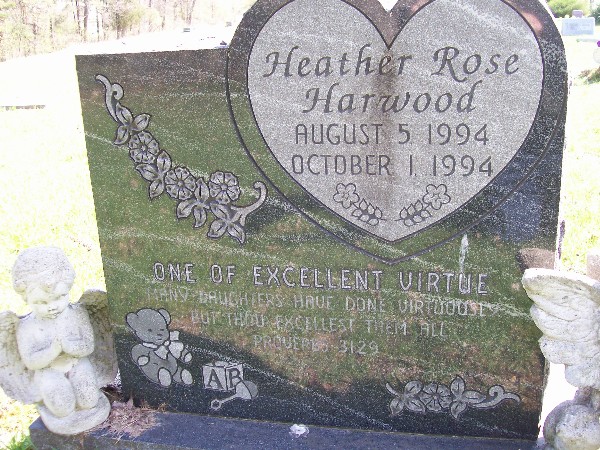 Heather Rose
Harwood
AUGUST 5, 1994
OCTOBER 1, 1994
ONE OF EXCELLENT VIRTUE
MANY DAUGHTERS HAVE DONE VIRTUOUSLY
BUT THOU EXCELLEST THEM ALL
PROVERBS 31:29
A B